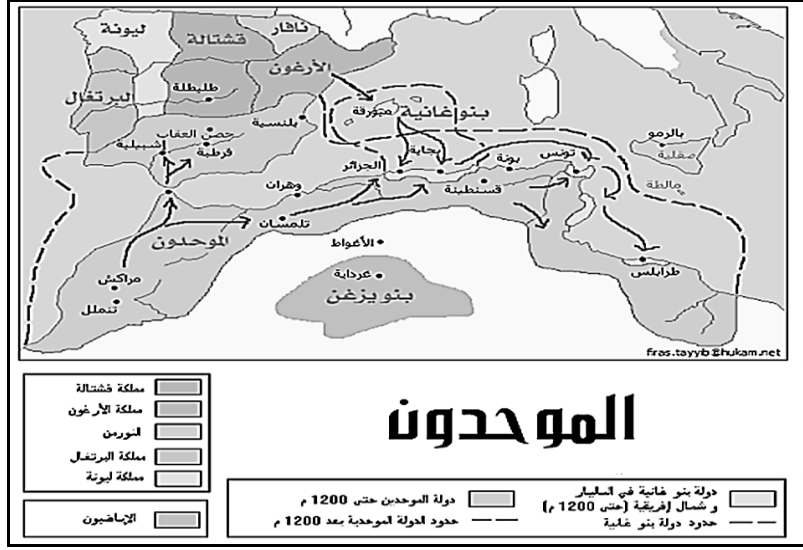 ليونة
قشتالة
نافار
الأرغون
طليطلة
البرتغال
بنو غانية
ميورقة
بلنسية
حصن العقاب
إشبيلية
قرطبة
بجاية
الجزائر
بونة
تونس
بالرمو
صقلية
مالطة
وهران
قسنطينة
تلمسان
الموحدون
الأغواط
طرابلس
مراكش
غرداية
بنو يزغن
تنملل
firas.tayyb@hukam.net
مملكة قشتالة
مملكة الأرغون
النورمن
مملكة البرتغال
مملكة ليونة
الإباضيون
الموحدون
دولة بنو غانية في البليار
و شمال إفريقية (حتى 1200 م)
دولة الموحدين حتى 1200 م
حدود دولة بنو غانية
حدود الدولة الموحدية بعد 1200 م